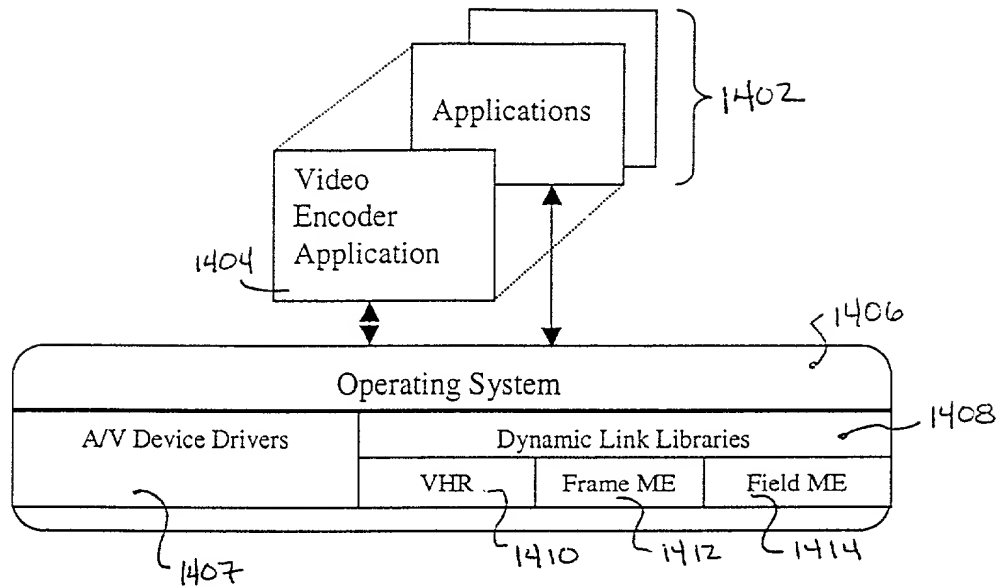 Applications
1402
Video
Encoder
Application
1404
1406
Operating System
A/V Device Drivers
Dynamic Link Libraries
1408
VHR
Frame ME
Field ME
1407
1410
1412
1414